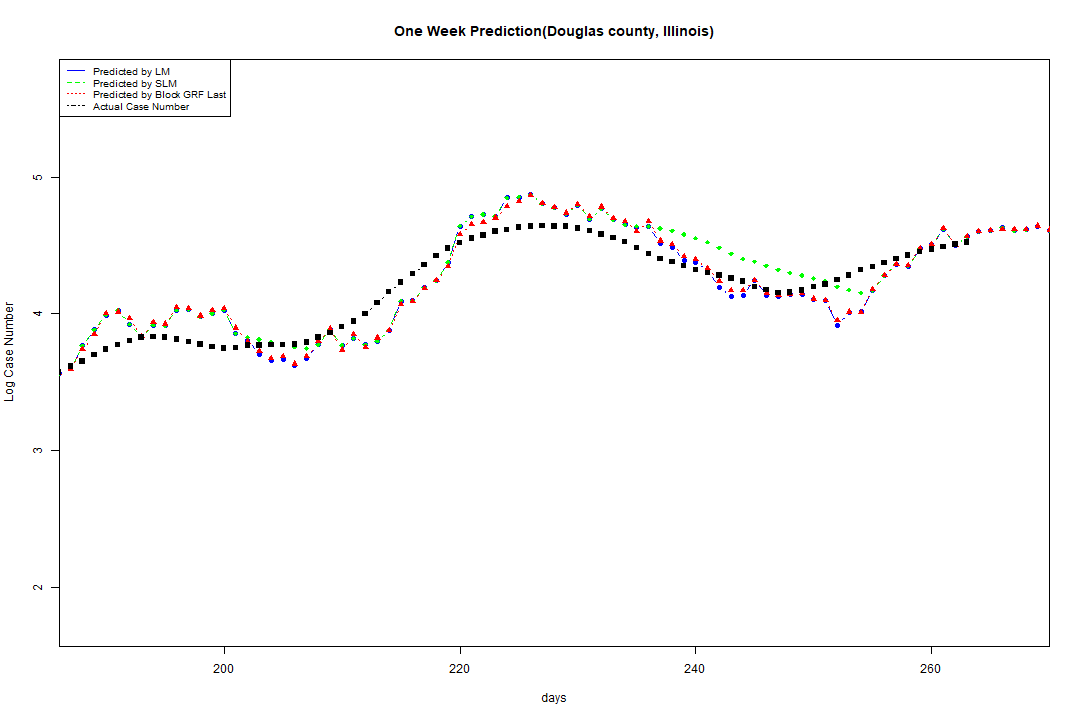 One Week Prediction(Douglas county, Illinois)
Predicted by LM
Predicted by SLM
Predicted by Block GRF Last
Actual Case Number
5
4
3
2
Log Case Number
200 220 240 260
days